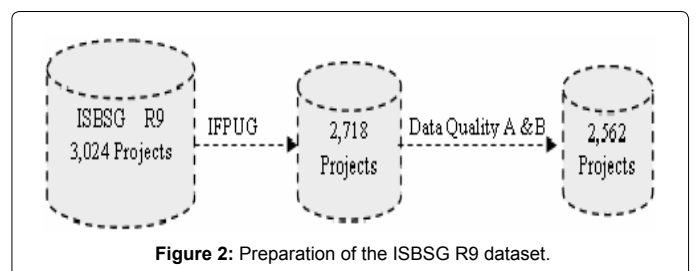 ISBSG R9
3,024 Projects
IFPUG
2,718
Projects
Data Quality A &B
2,562
Projects
Figure 2: Preparation of the ISBSG R9 dataset.